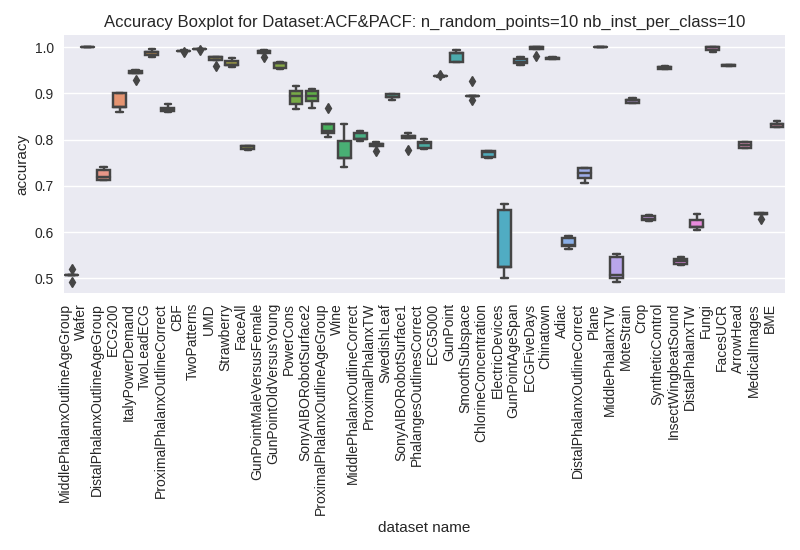 Accuracy Boxplot for Dataset:ACF&PACF: n_random_points=10 nb_inst_per_class=10
accuracy
1.0
0.9
0.8
0.7
0.6
0.5
MiddlePhalanxOutlineAgeGroup
Wafer
DistalPhalanxOutlineAgeGroup
ECG200
ItalyPowerDemand
TwoLeadECG
ProximalPhalanxOutlineCorrect
CBF
TwoPatterns
UMD
Strawberry
FaceAll
GunPointMaleVersusFemale
GunPointOldVersusYoung
PowerCons
SonyAIBORobotSurface2
ProximalPhalanxOutlineAgeGroup
Wine
MiddlePhalanxOutlineCorrect
ProximalPhalanxTW
SwedishLeaf
SonyAIBORobotSurface1
PhalangesOutlinesCorrect
ECG5000
GunPoint
SmoothSubspace
ChlorineConcentration
ElectricDevices
GunPointAgeSpan
ECGFiveDays
Chinatown
Adiac
DistalPhalanxOutlineCorrect
Plane
MiddlePhalanxTW
MoteStrain
Crop
SyntheticControl
InsectWingbeatSound
DistalPhalanxTW
Fungi
FacesUCR
ArrowHead
MedicalImages
BME
dataset name